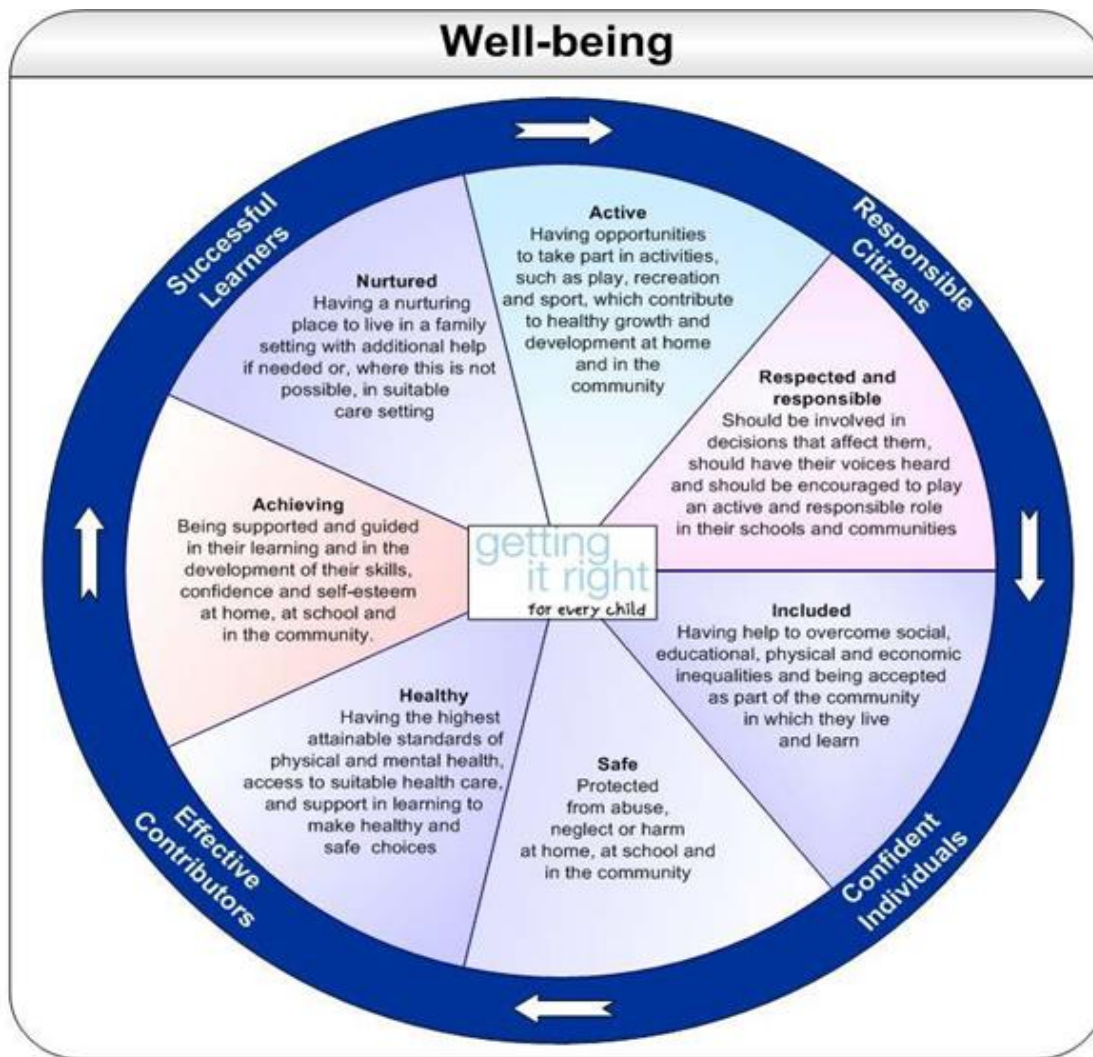 Well-being
Successful
Learners
Responsible
Citizens
Active
Having opportunities
to take part in activities,
such as play, recreation
and sport, which contribute
to healthy growth and
development at home
and in the
community
Nurtured
Having a nurturing
place to live in a family
setting with additional help
if needed or, where this is not
possible, in suitable
care setting
Respected and
responsible
Should be involved in
decisions that affect them,
should have their voices heard
and should be encouraged to play
an active and responsible role
in their schools and communities
Achieving
Being supported and guided
in their learning and in the
development of their skills,
confidence and self-esteem
at home, at school and
in the community.
getting
it right
for every child
Included
Having help to overcome social,
educational, physical and economic
inequalities and being accepted
as part of the community
in which they live
and learn
Healthy
Having the highest
attainable standards of
physical and mental health,
access to suitable health care,
and support in learning to
make healthy and
safe choices
Safe
Protected
from abuse,
neglect or harm
at home, at school and
in the community
Effective
Contributors
Confident
Individuals